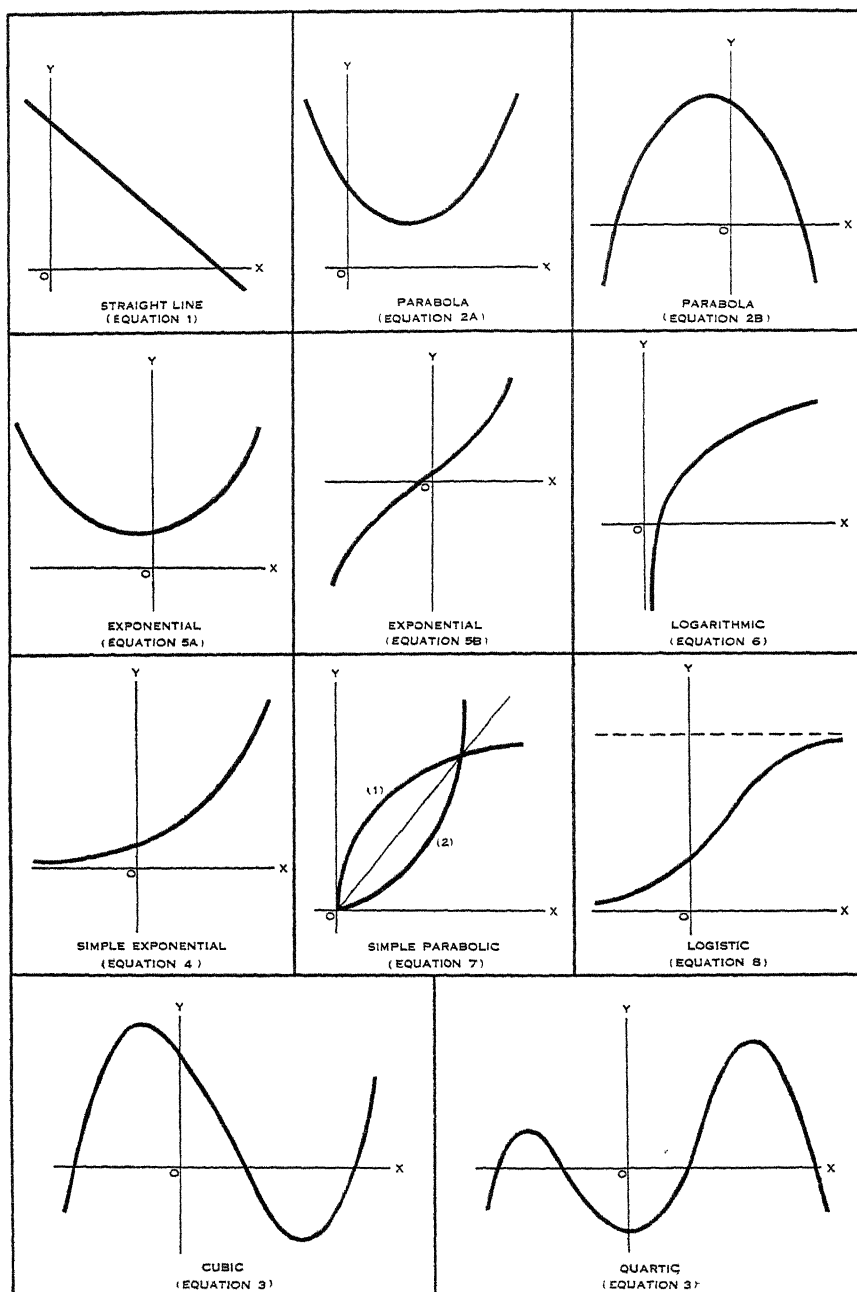 Y
X
O
STRAIGHT LINE
(EQUATION 1)
Y
X
O
PARABOLA
(EQUATION 2A)
Y
X
O
PARABOLA
(EQUATION 2B)
Y
X
O
EXPONENTIAL
(EQUATION 5A)
Y
X
O
EXPONENTIAL
(EQUATION 5B)
Y
X
O
LOGARITHMIC
(EQUATION 6)
Y
X
O
SIMPLE EXPONENTIAL
(EQUATION 4)
Y
(1)
(2)
X
O
SIMPLE PARABOLIC
(EQUATION 7)
Y
X
O
LOGISTIC
(EQUATION 8)
Y
X
O
CUBIC
(EQUATION 3)
Y
X
O
QUARTIC
(EQUATION 3)